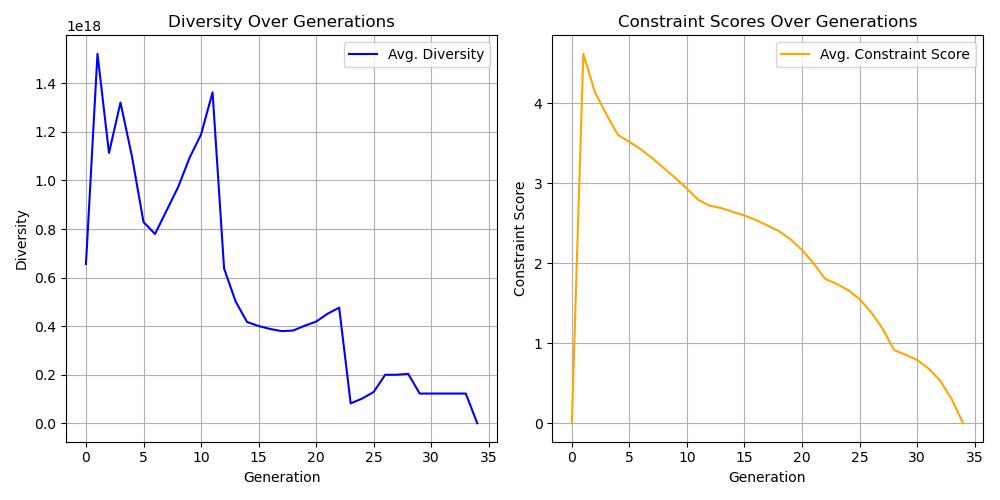 Diversity Over Generations
1e18
Avg. Diversity
1.4
1.2
1.0
0.8
0.6
0.4
0.2
0.0
Diversity
0 5 10 15 20 25 30 35
Generation
Constraint Scores Over Generations
Avg. Constraint Score
4
3
2
1
0
Constraint Score
0 5 10 15 20 25 30 35
Generation